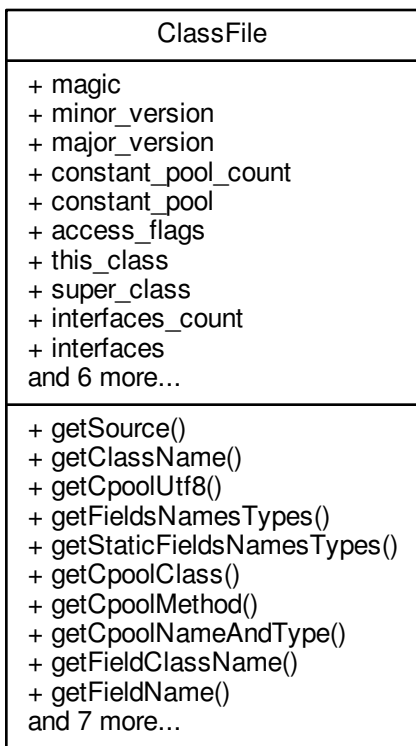 ClassFile
+ magic
+ minor_version
+ major_version
+ constant_pool_count
+ constant_pool
+ access_flags
+ this_class
+ super_class
+ interfaces_count
+ interfaces
and 6 more...
+ getSource()
+ getClassName()
+ getCpoolUtf8()
+ getFieldsNamesTypes()
+ getStaticFieldsNamesTypes()
+ getCpoolClass()
+ getCpoolMethod()
+ getCpoolNameAndType()
+ getFieldClassName()
+ getFieldName()
and 7 more...